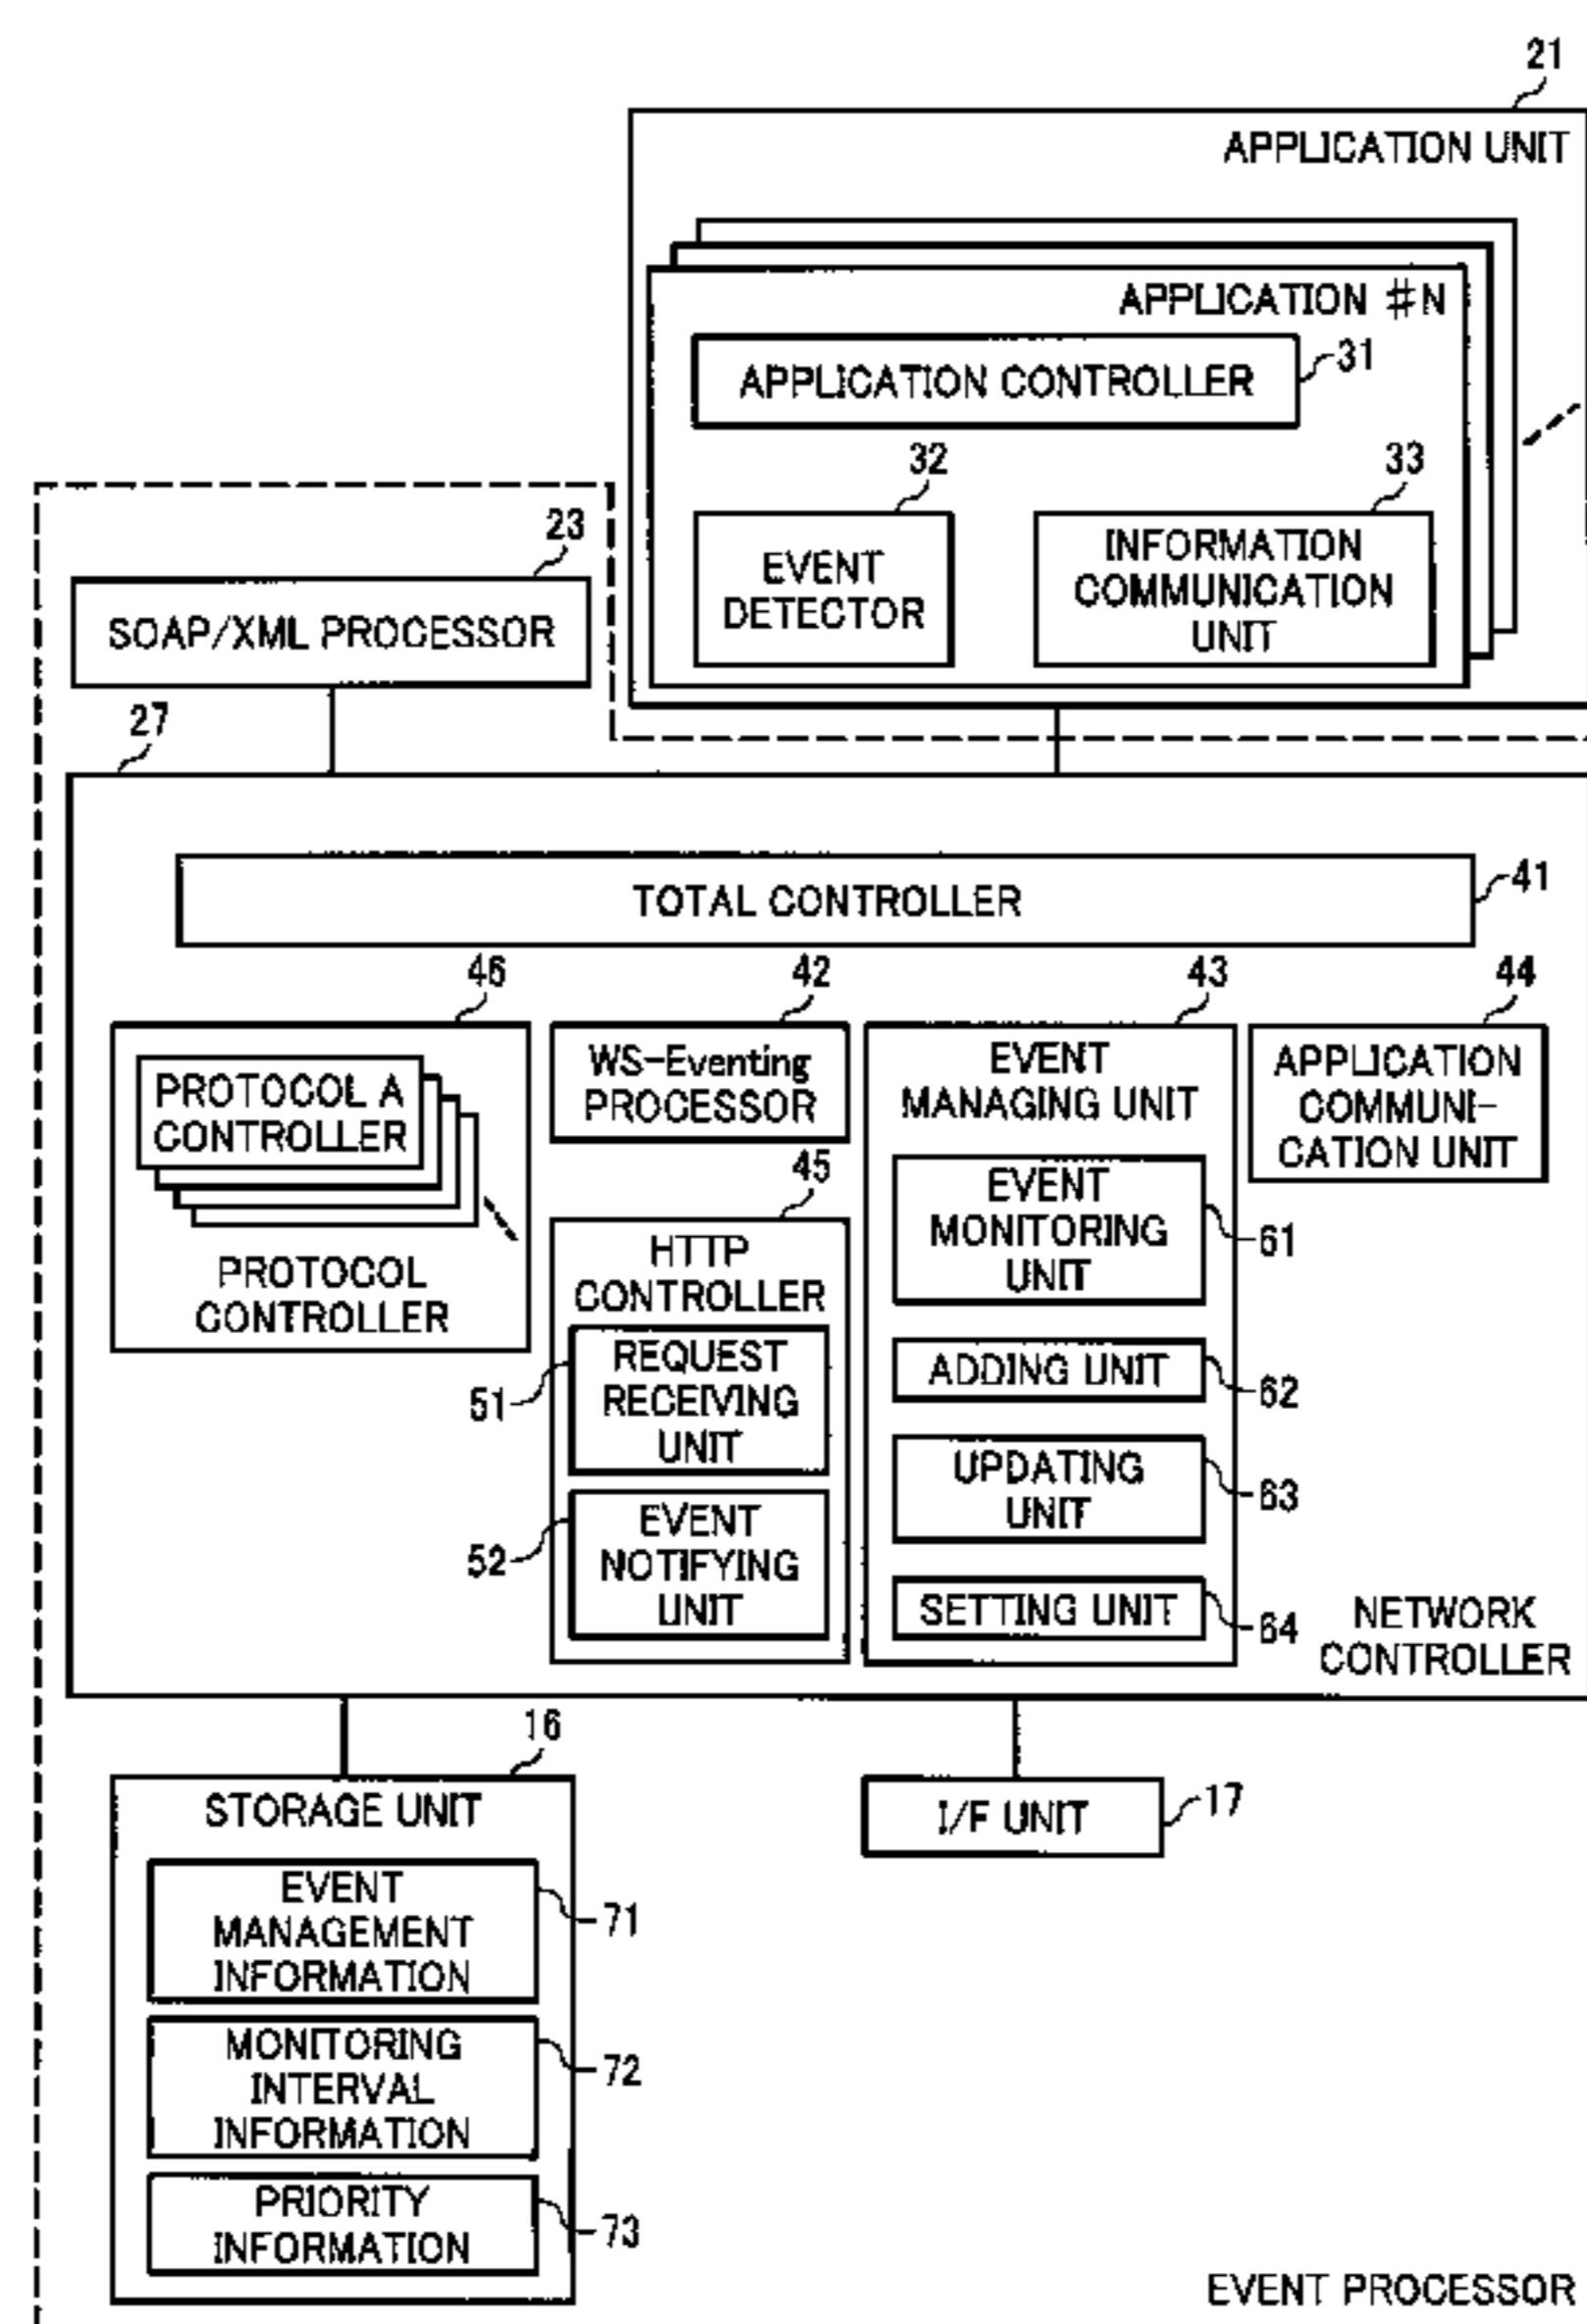 21
APPLICATION UNIT
APPLICATION #N
APPLICATION CONTROLLER
31
32
33
EVENT
DETECTOR
INFORMATION
COMMUNICATION
UNIT
23
SOAP/XML PROCESSOR
27
TOTAL CONTROLLER
41
46
42
43
44
PROTOCOL A
CONTROLLER
PROTOCOL
CONTROLLER
WS-Eventing
PROCESSOR
45
HTTP
CONTROLLER
REQUEST
RECEIVING
UNIT
51
EVENT
NOTIFYING
UNIT
52
EVENT
MANAGING UNIT
EVENT
MONITORING
UNIT
61
ADDING UNIT
62
UPDATING
UNIT
63
SETTING UNIT
64
APPLICATION
COMMUNI-
CATION UNIT
NETWORK
CONTROLLER
16
STORAGE UNIT
EVENT
MANAGEMENT
INFORMATION
71
MONITORING
INTERVAL
INFORMATION
72
PRIORITY
INFORMATION
73
I/F UNIT
17
EVENT PROCESSOR